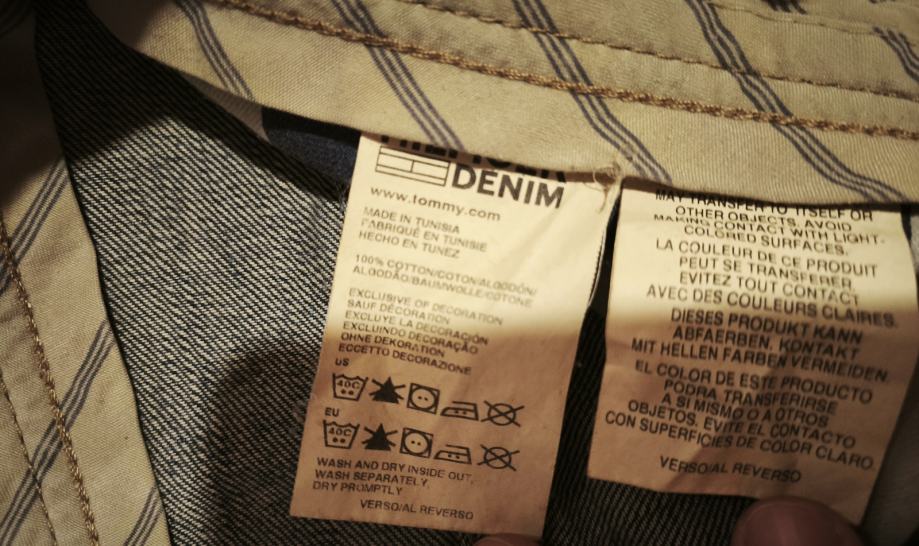 DENIM
www.tommy.com
MADE IN TUNISIA
FABRIQUÉ EN TUNISIE
HECHO EN TUNEZ
100% COTTON/COTON/ALGODÓN/
ALGODÃO/BAUMWOLLE/COTONE
EXCLUSIVE OF DECORATION
SAUF DÉCORATION
EXCLUYE LA DECORACIÓN
EXCLUINDO DECORAÇÃO
OHNE DEKORATION
ECCETTO DECORAZIONE
US
40C
EU
40C
WASH AND DRY INSIDE OUT,
WASH SEPARATELY,
DRY PROMPTLY
VERSO/AL REVERSO
MAY TRANSFER TO ITSELF OR
OTHER OBJECTS, AVOID
MAKING CONTACT WITH LIGHT-
COLORED SURFACES.
LA COULEUR DE CE PRODUIT
PEUT SE TRANSFERER,
EVITEZ TOUT CONTACT
AVEC DES COULEURS CLAIRES.
DIESES PRODUKT KANN
ABFAERBEN. KONTAKT
MIT HELLEN FARBEN VERMEIDEN.
EL COLOR DE ESTE PRODUCTO
PODRA TRANSFERIRSE
A SI MISMO O A OTROS
OBJETOS. EVITE EL CONTACTO
CON SUPERFICIES DE COLOR CLARO.
VERSO/AL REVERSO